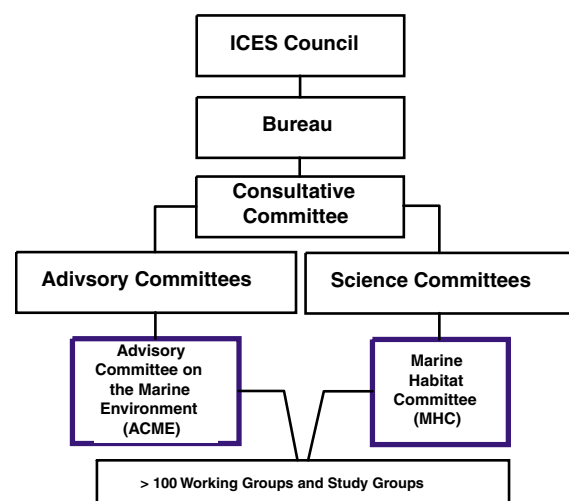 ICES Council
Bureau
Consultative
Committee
Adivsory Committees
Science Committees
Advisory
Committee on
the Marine
Environment
(ACME)
Marine
Habitat
Committee
(MHC)
> 100 Working Groups and Study Groups